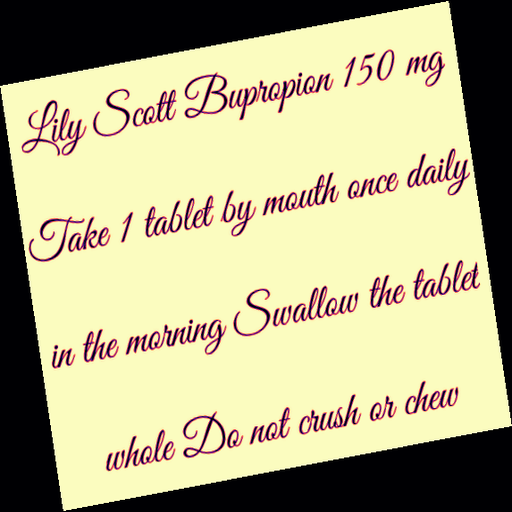 Lily Scott Bupropion 150 mg
Take 1 tablet by mouth once daily
in the morning Swallow the tablet
whole Do not crush or chew